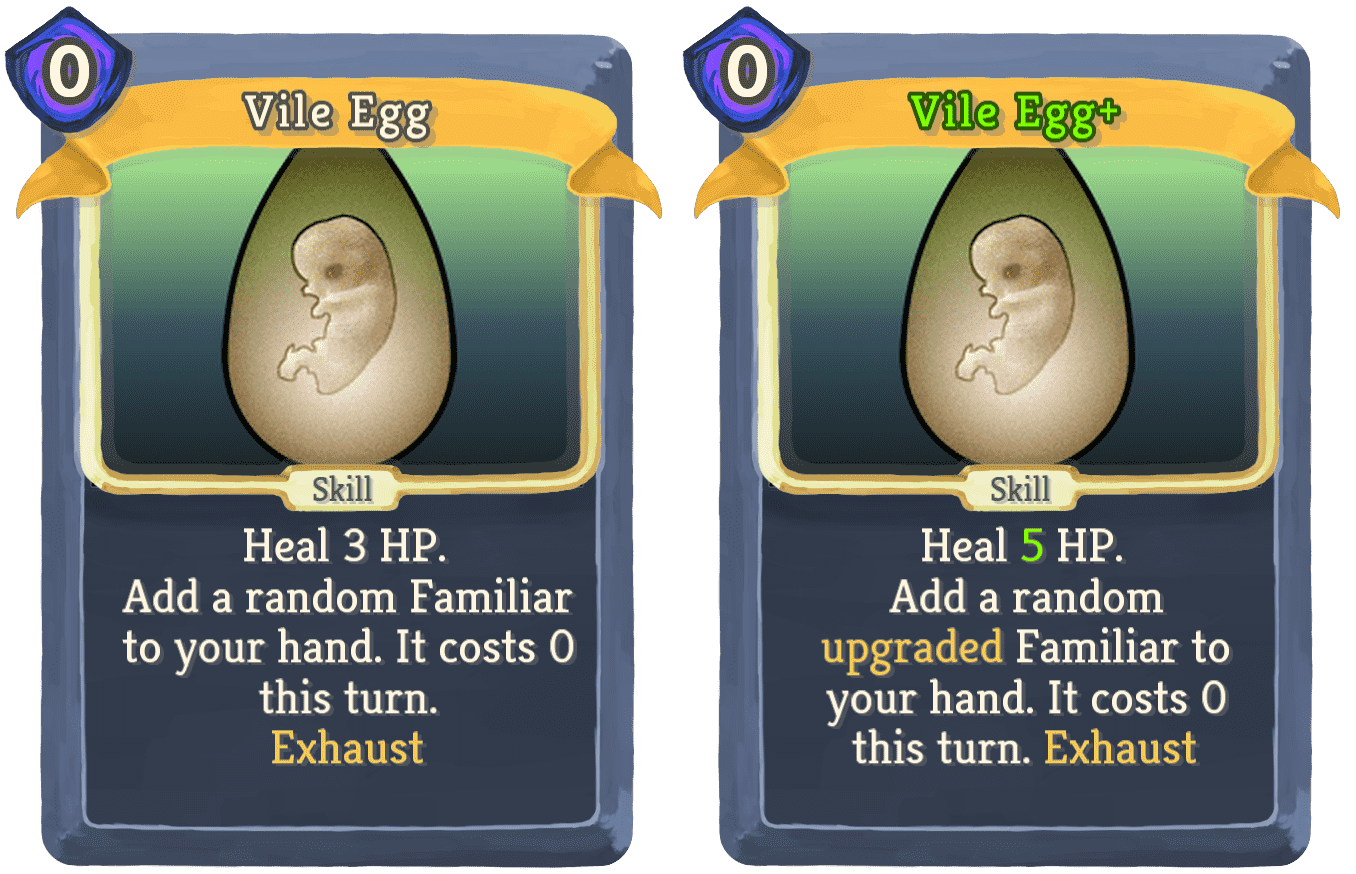 0
Vile Egg
Skill
Heal 3 HP.
Add a random Familiar
to your hand. It costs 0
this turn.
Exhaust
0
Vile Egg+
Skill
Heal 5 HP.
Add a random
upgraded Familiar to
your hand. It costs 0
this turn. Exhaust